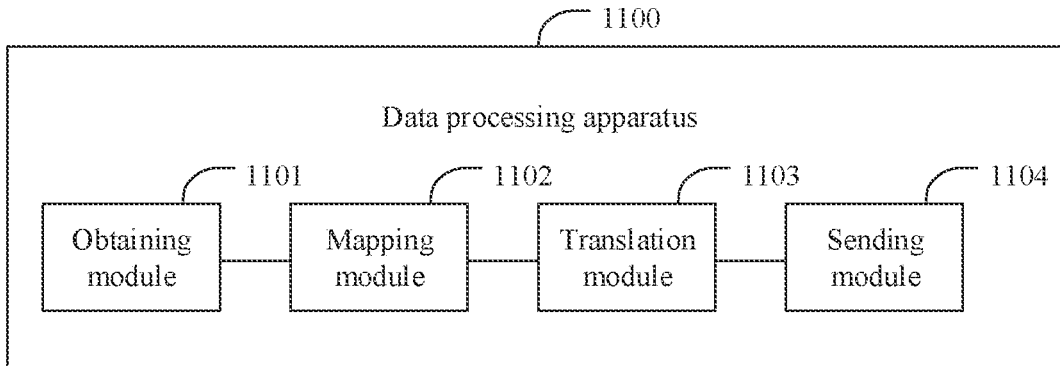 1100
Data processing apparatus
1101
1102
1103
1104
Obtaining
module
Mapping
module
Translation
module
Sending
module